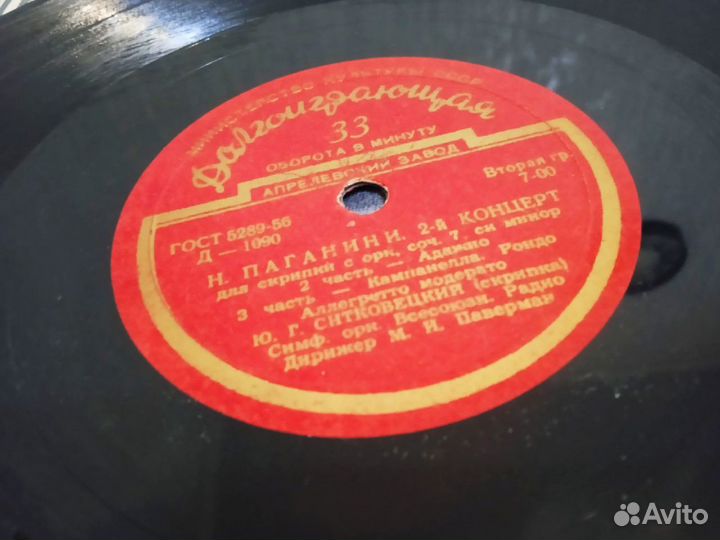 МИНИСТЕРСТВО КУЛЬТУРЫ СССР
Долгоиграющая
33
ОБОРОТА В МИНУТУ
АПРЕЛЕВСКИЙ ЗАВОД
ГОСТ 5289-56
Д — 1090
Вторая гр.
7-00
Н. ПАГАНИНИ. 2-й КОНЦЕРТ
для скрипки с орк., соч. 7, си минор
2 часть — Адажио
3 часть — Кампанелла. Рондо
Аллегретто модерато
Ю. Г. СИТКОВЕЦКИЙ (скрипка)
Симф. орк. Всесоюзн. Радио
Дирижер М. И. Паверман
Avito